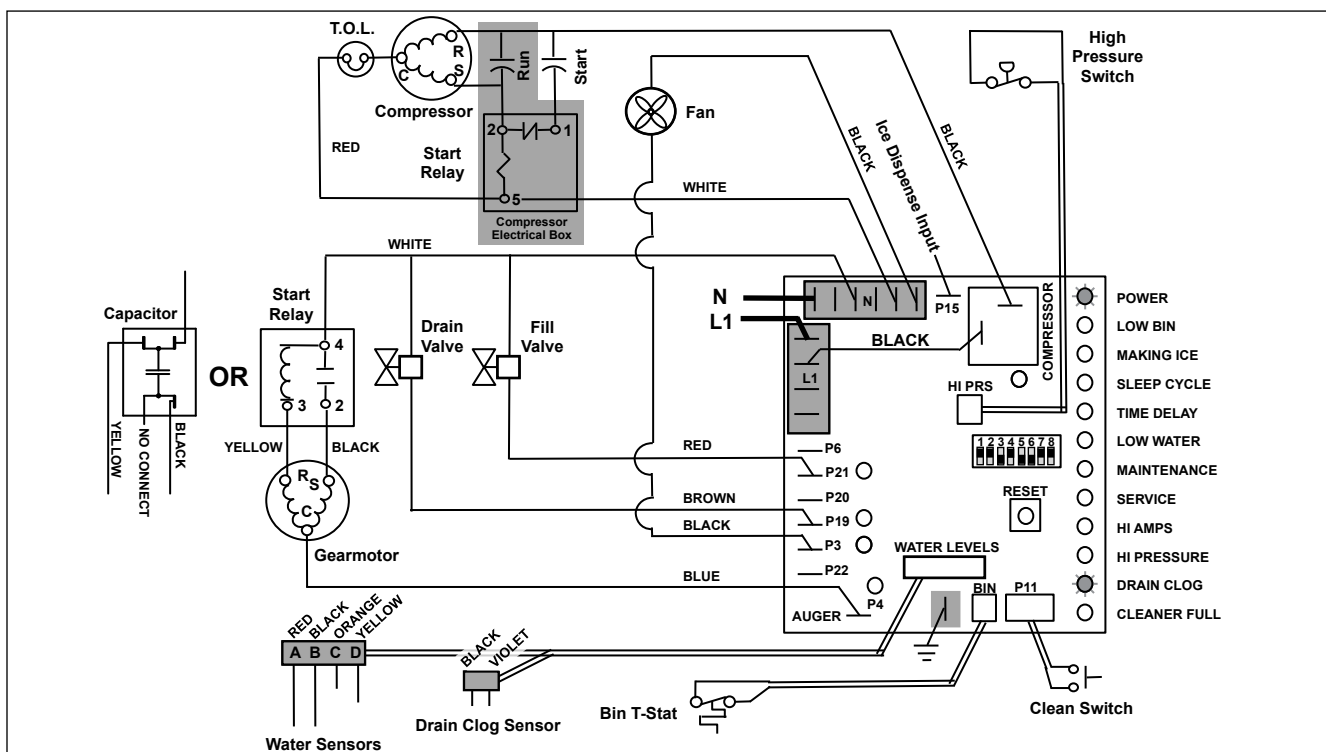 T.O.L.
R
S
C
Compressor
Run
Start
2
1
5
Start
Relay
Compressor
Electrical Box
RED
WHITE
Fan
BLACK
Ice Dispense Input
BLACK
High
Pressure
Switch
WHITE
Capacitor
YELLOW
NO CONNECT
BLACK
OR
Start
Relay
4
3
2
YELLOW
BLACK
R
S
C
Gearmotor
Drain
Valve
Fill
Valve
N
L1
N
P15
L1
BLACK
COMPRESSOR
HI PRS
1 2 3 4 5 6 7 8
RESET
RED
BROWN
BLACK
BLUE
P6
P21
P20
P19
P3
P22
P4
AUGER
WATER LEVELS
BIN
P11
POWER
LOW BIN
MAKING ICE
SLEEP CYCLE
TIME DELAY
LOW WATER
MAINTENANCE
SERVICE
HI AMPS
HI PRESSURE
DRAIN CLOG
CLEANER FULL
RED
BLACK
ORANGE
YELLOW
A B C D
Water Sensors
BLACK
VIOLET
Drain Clog Sensor
Bin T-Stat
Clean Switch